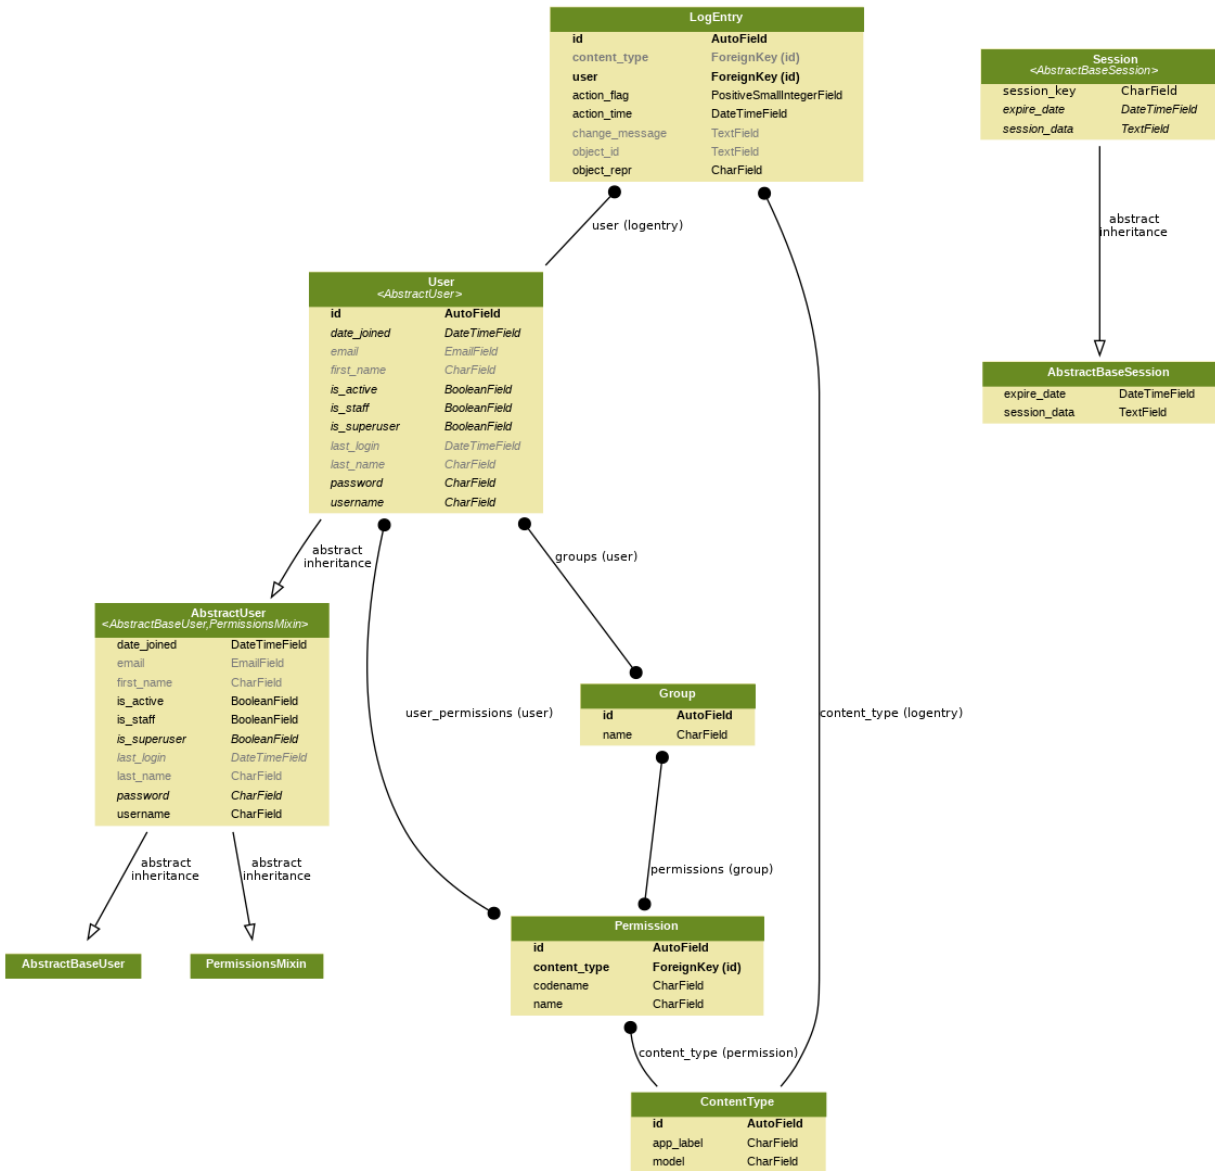 LogEntry
id AutoField
content_type ForeignKey (id)
user ForeignKey (id)
action_flag PositiveSmallIntegerField
action_time DateTimeField
change_message TextField
object_id TextField
object_repr CharField
Session
<AbstractBaseSession>
session_key CharField
expire_date DateTimeField
session_data TextField
user (logentry)
abstract
inheritance
User
<AbstractUser>
id AutoField
date_joined DateTimeField
email EmailField
first_name CharField
is_active BooleanField
is_staff BooleanField
is_superuser BooleanField
last_login DateTimeField
last_name CharField
password CharField
username CharField
AbstractBaseSession
expire_date DateTimeField
session_data TextField
abstract
inheritance
groups (user)
AbstractUser
<AbstractBaseUser,PermissionsMixin>
date_joined DateTimeField
email EmailField
first_name CharField
is_active BooleanField
is_staff BooleanField
is_superuser BooleanField
last_login DateTimeField
last_name CharField
password CharField
username CharField
user_permissions (user)
Group
id AutoField
name CharField
content_type (logentry)
abstract
inheritance
abstract
inheritance
permissions (group)
AbstractBaseUser
PermissionsMixin
Permission
id AutoField
content_type ForeignKey (id)
codename CharField
name CharField
content_type (permission)
ContentType
id AutoField
app_label CharField
model CharField